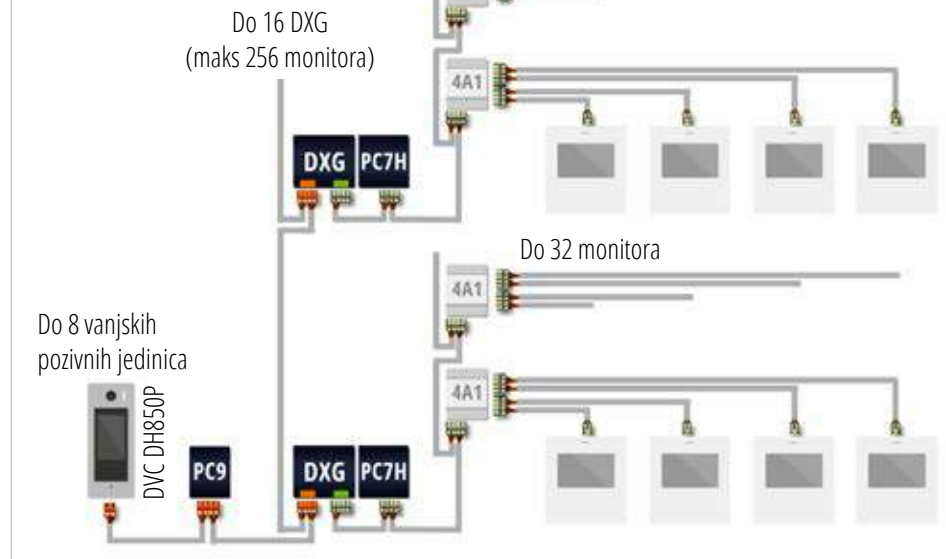 Do 16 DXG
(maks 256 monitora)
4A1
DXG
PC7H
Do 32 monitora
4A1
Do 8 vanjskih
pozivnih jedinica
4A1
DVC DH850P
PC9
DXG
PC7H